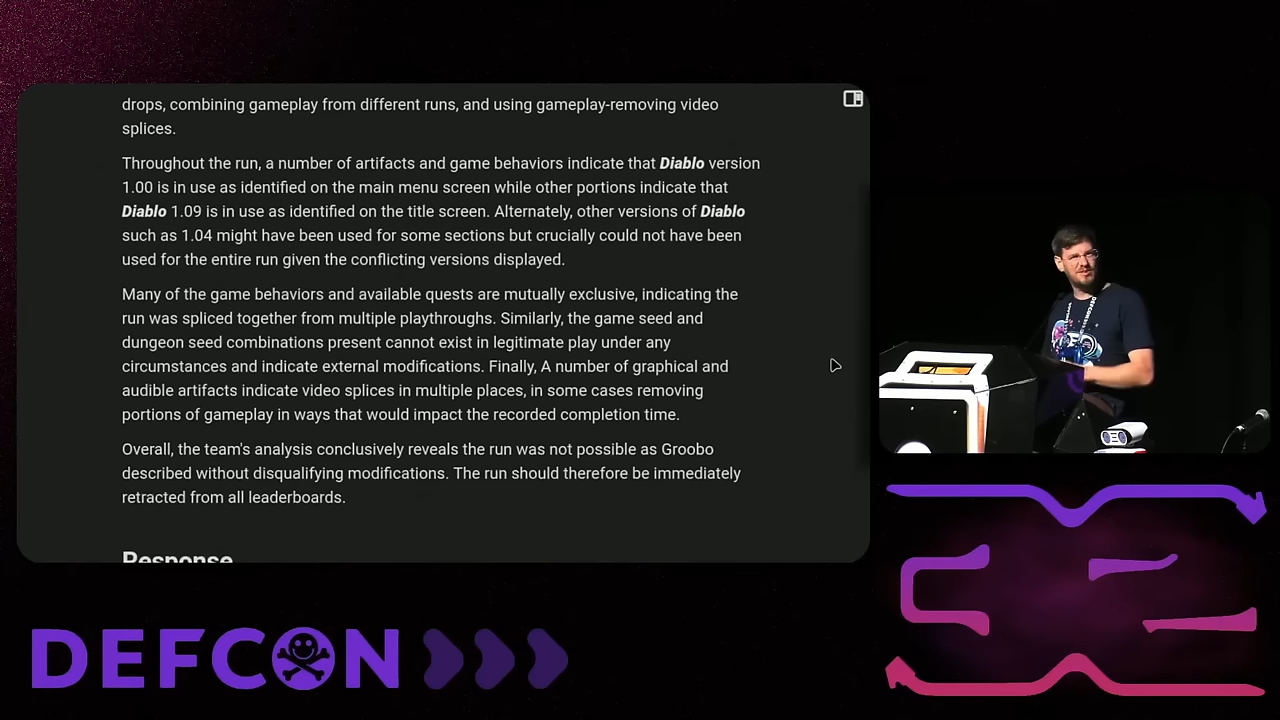 drops, combining gameplay from different runs, and using gameplay-removing video
splices.
Throughout the run, a number of artifacts and game behaviors indicate that Diablo version
1.00 is in use as identified on the main menu screen while other portions indicate that
Diablo 1.09 is in use as identified on the title screen. Alternately, other versions of Diablo
such as 1.04 might have been used for some sections but crucially could not have been
used for the entire run given the conflicting versions displayed.
Many of the game behaviors and available quests are mutually exclusive, indicating the
run was spliced together from multiple playthroughs. Similarly, the game seed and
dungeon seed combinations present cannot exist in legitimate play under any
circumstances and indicate external modifications. Finally, A number of graphical and
audible artifacts indicate video splices in multiple places, in some cases removing
portions of gameplay in ways that would impact the recorded completion time.
Overall, the team's analysis conclusively reveals the run was not possible as Groobo
described without disqualifying modifications. The run should therefore be immediately
retracted from all leaderboards.
Response
DEFCON